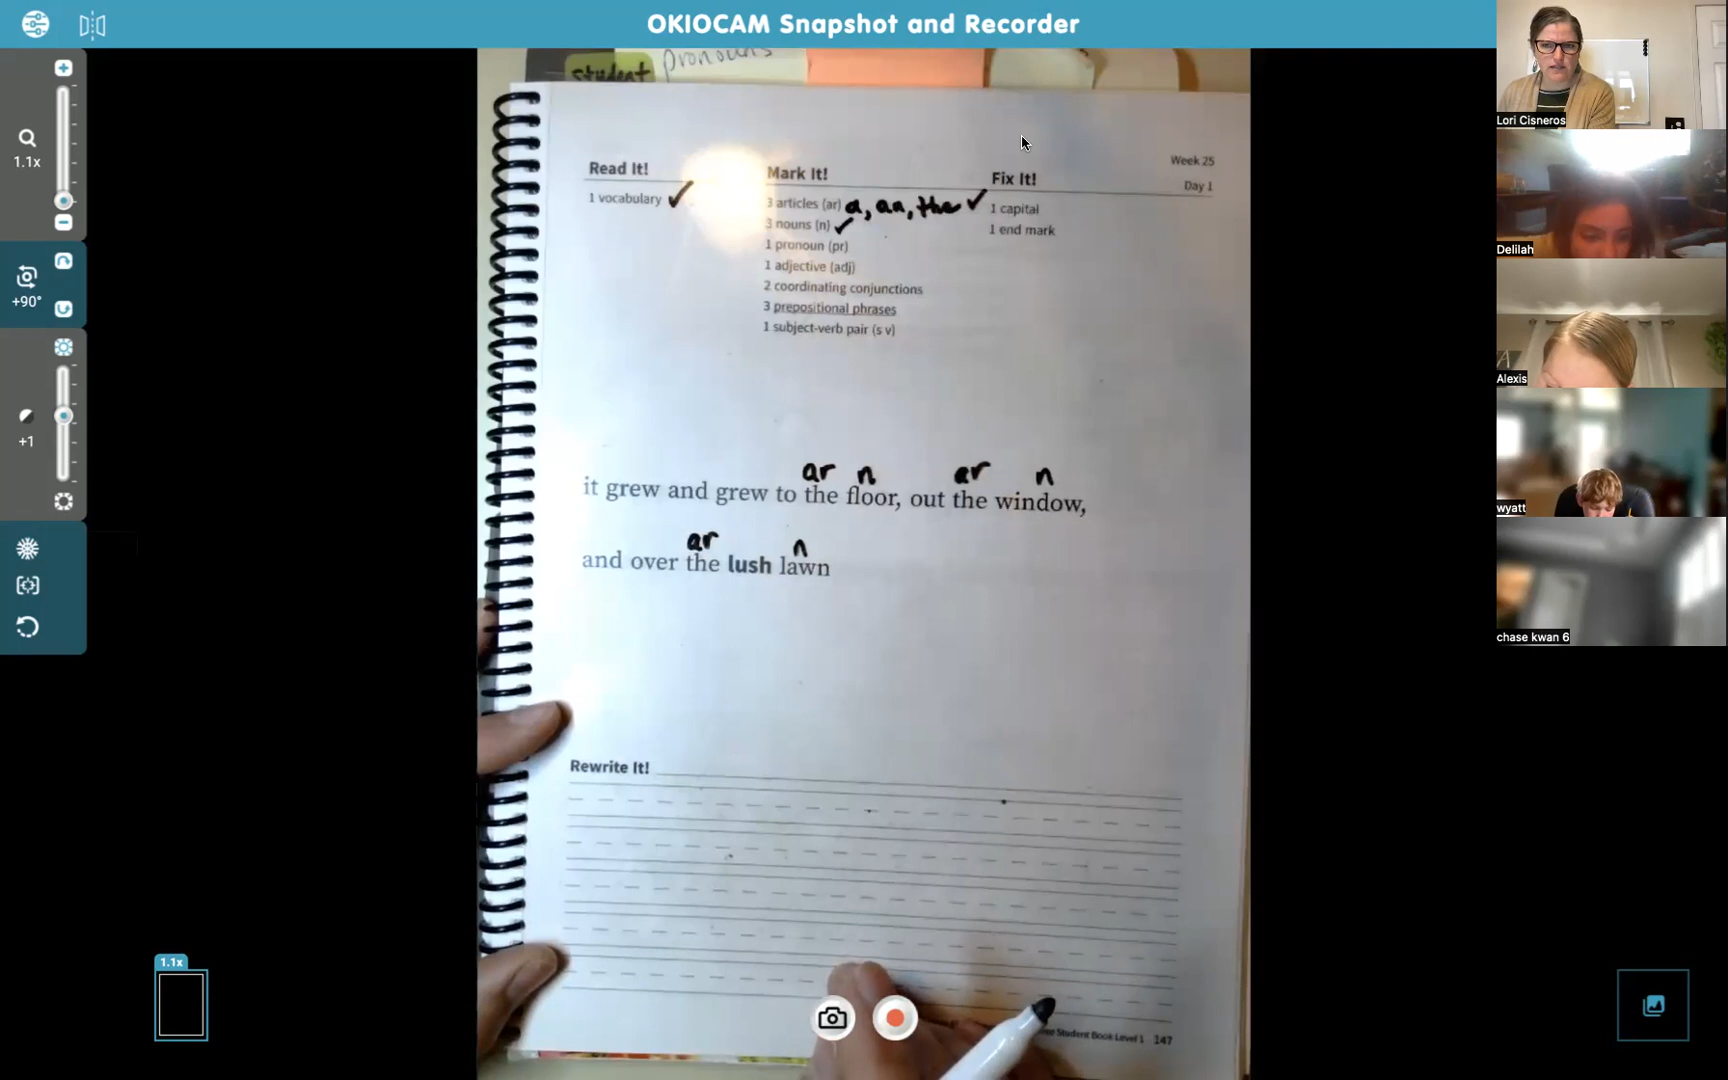 OKIOCAM Snapshot and Recorder
1.1x
+90°
+1
1.1x
student
pronouns
Week 25
Day 1
Read It!
1 vocabulary ✓
Mark It!
3 articles (ar) a, an, the ✓
3 nouns (n) ✓
1 pronoun (pr)
1 adjective (adj)
2 coordinating conjunctions
3 prepositional phrases
1 subject-verb pair (s v)
Fix It!
1 capital
1 end mark
ar n ar n
it grew and grew to the floor, out the window,
ar n
and over the lush lawn
Rewrite It!
Student Book Level 1 147
Lori Cisneros
Delilah
Alexis
wyatt
chase kwan 6